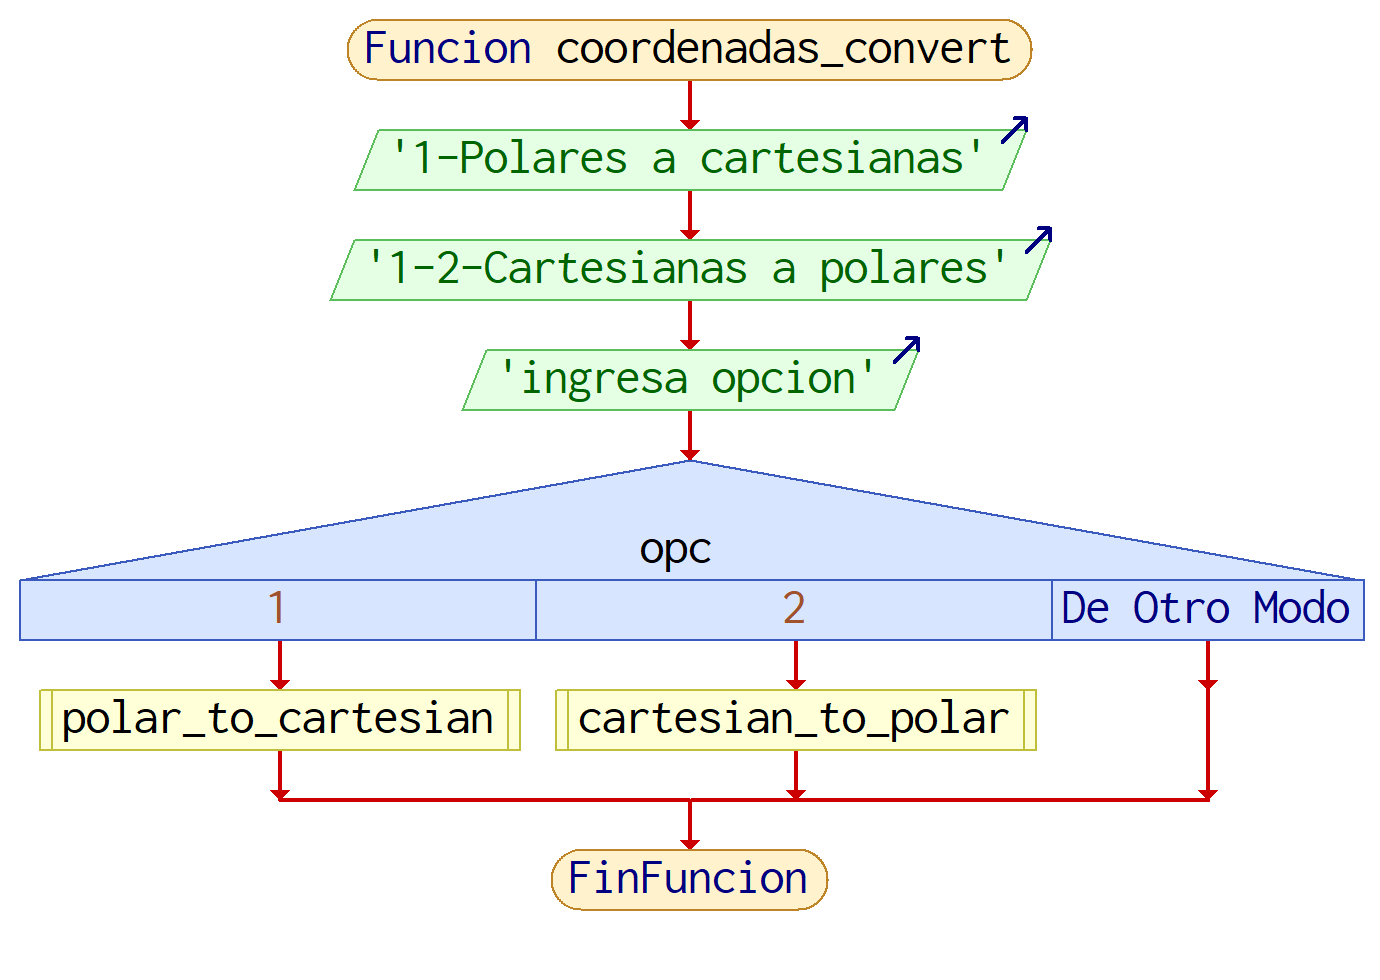 Funcion coordenadas_convert
'1-Polares a cartesianas'
'1-2-Cartesianas a polares'
'ingresa opcion'
opc
1 2 De Otro Modo
polar_to_cartesian cartesian_to_polar
FinFuncion